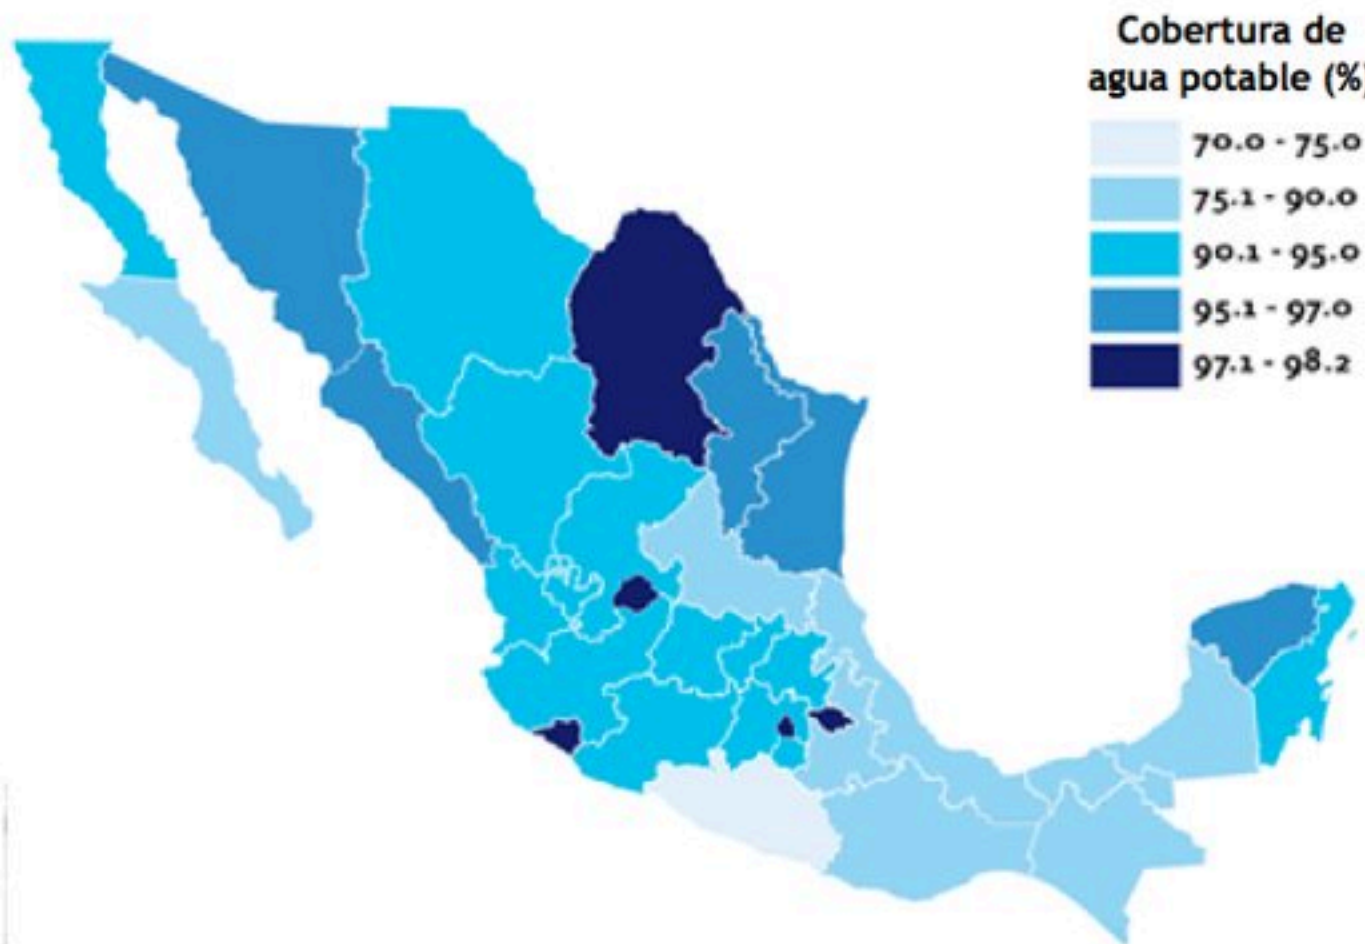 Cobertura de
agua potable (%)
70.0 - 75.0
75.1 - 90.0
90.1 - 95.0
95.1 - 97.0
97.1 - 98.2